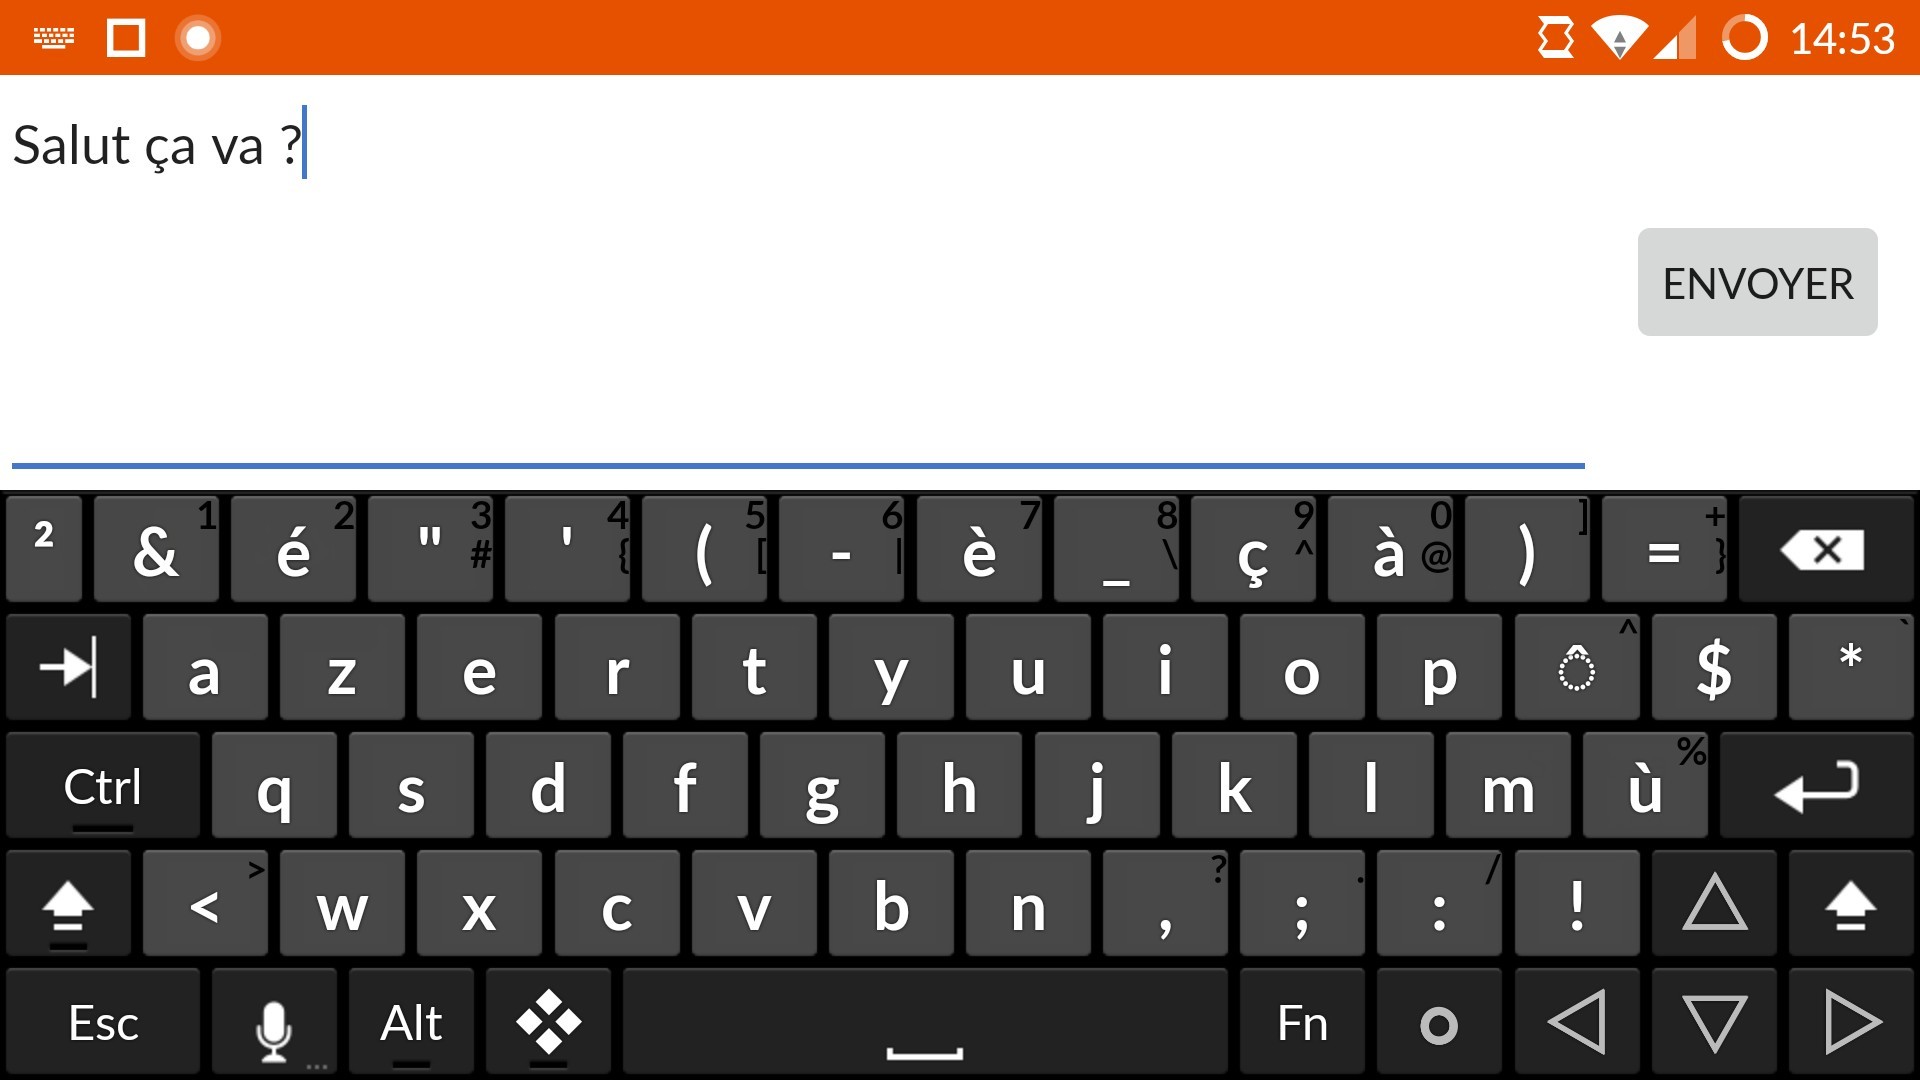 14:53
Salut ça va ?
ENVOYER
² & 1 é 2 " 3 # ' 4 { ( 5 [ - 6 | è 7 _ 8 \ ç 9 ^ à 0 @ ) ] = + }
a z e r t y u i o p ◌̂ ^ $ * `
Ctrl q s d f g h j k l m ù %
< > w x c v b n , ? ; . : / !
Esc ... Alt Fn